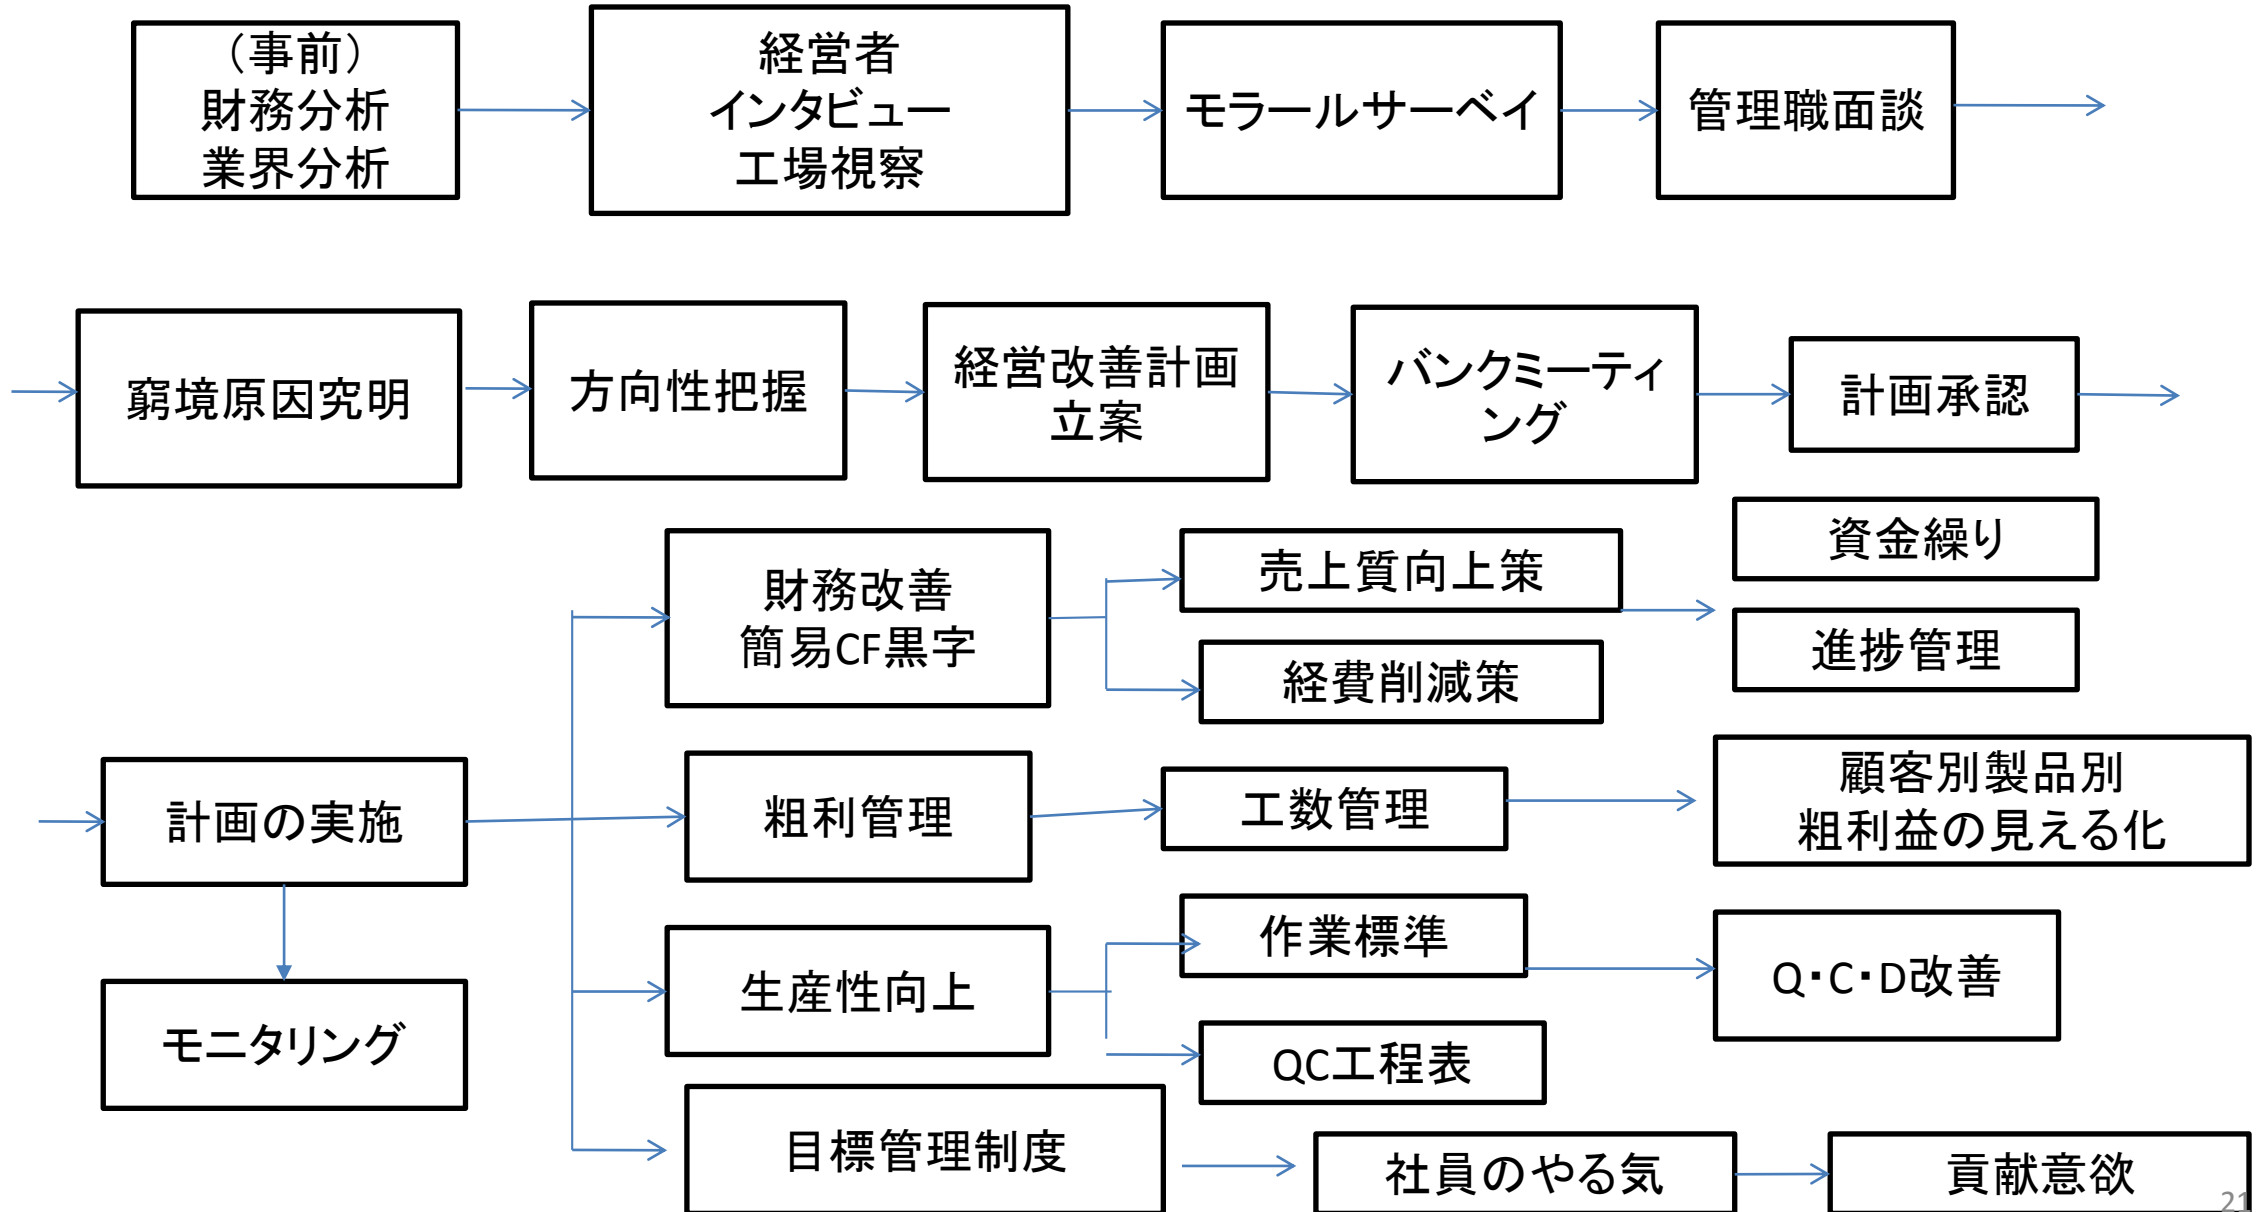 （事前）
財務分析
業界分析
経営者
インタビュー
工場視察
モラールサーベイ
管理職面談
窮境原因究明
方向性把握
経営改善計画
立案
バンクミーティ
ング
計画承認
財務改善
簡易CF黒字
売上質向上策
経費削減策
資金繰り
進捗管理
計画の実施
粗利管理
工数管理
顧客別製品別
粗利益の見える化
モニタリング
生産性向上
作業標準
QC工程表
Q・C・D改善
目標管理制度
社員のやる気
貢献意欲
21